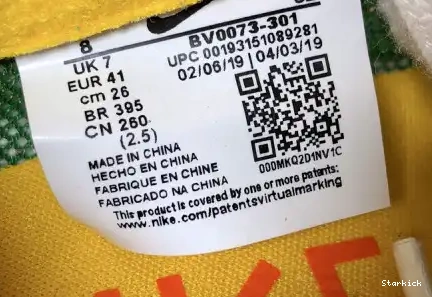 8
UK 7
EUR 41
cm 26
BR 395
CN 260
(2.5)
BV0073-301
UPC 00193151089281
02/06/19 | 04/03/19
000MKQ2D1NV1C
MADE IN CHINA
HECHO EN CHINA
FABRIQUE EN CHINE
FABRICADO NA CHINA
This product is covered by one or more patents:
www.nike.com/patentsvirtualmarking
Starkick